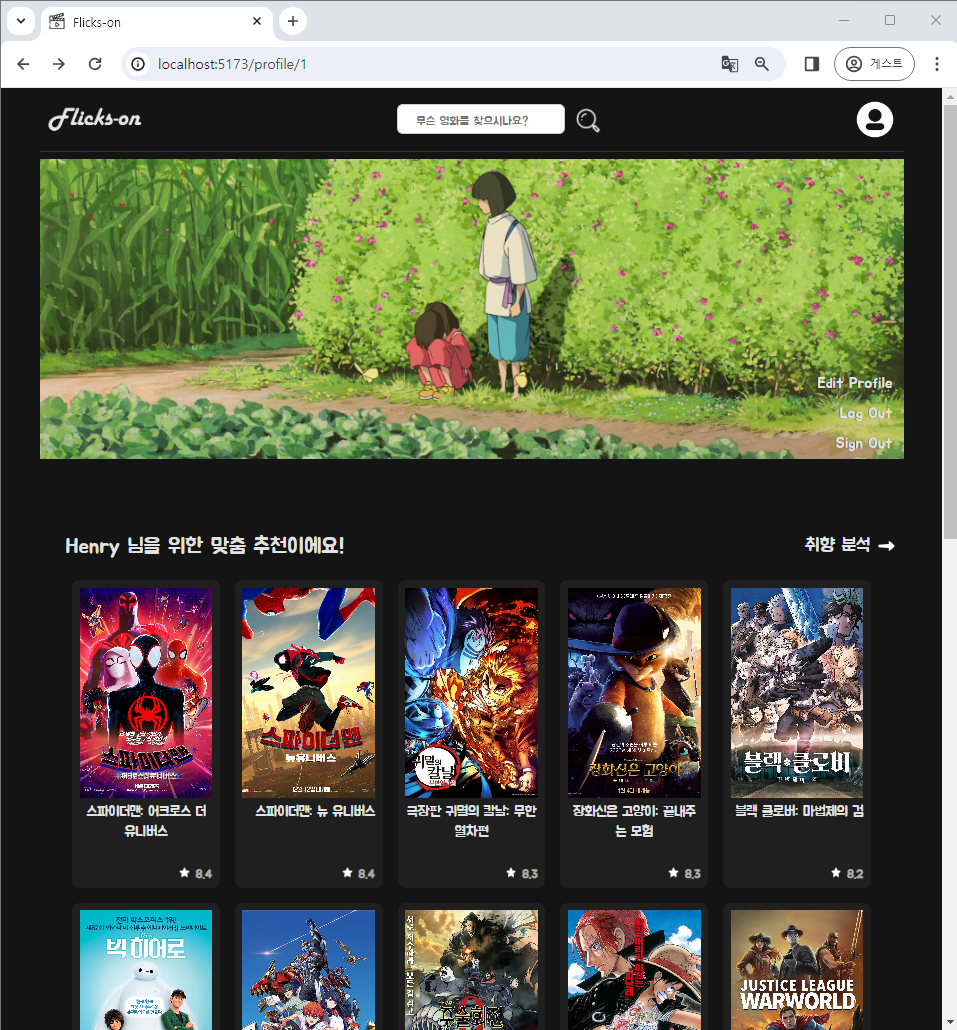 Flicks-on
localhost:5173/profile/1
게스트
Flicks-on
무슨 영화를 찾으시나요?
Edit Profile
Log Out
Sign Out
Henry 님을 위한 맞춤 추천이에요!
취향 분석 →
스파이더맨
뉴 유니버스
귀멸의 칼날
장화신은 고양이
블랙 클로버
스파이더맨: 어크로스 더
유니버스
스파이더맨: 뉴 유니버스
극장판 귀멸의 칼날: 무한
열차편
장화신은 고양이: 끝내주
는 모험
블랙 클로버: 마법제의 검
8.4
8.4
8.3
8.3
8.2
빅 히어로
주술회전
JUSTICE LEAGUE
WARWORLD